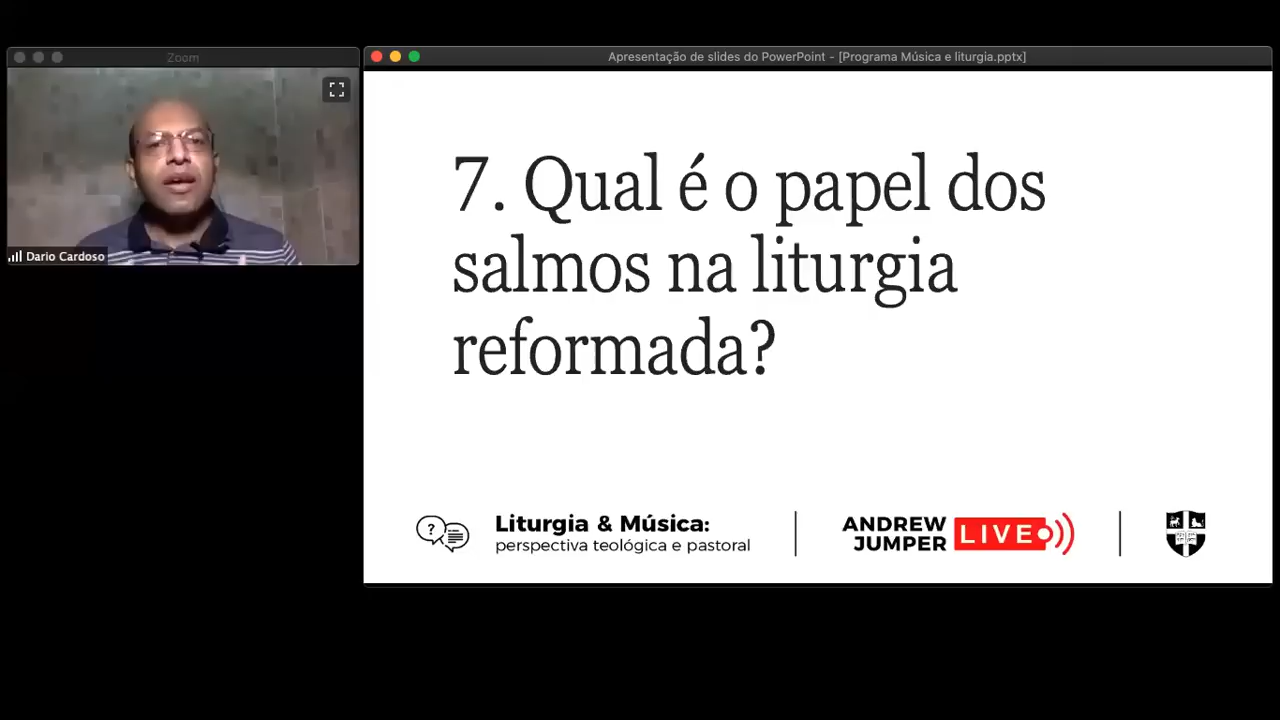 Zoom
Dario Cardoso
Apresentação de slides do PowerPoint - [Programa Música e liturgia.pptx]
7. Qual é o papel dos
salmos na liturgia
reformada?
?
Liturgia & Música:
perspectiva teológica e pastoral
ANDREW
JUMPER
LIVE